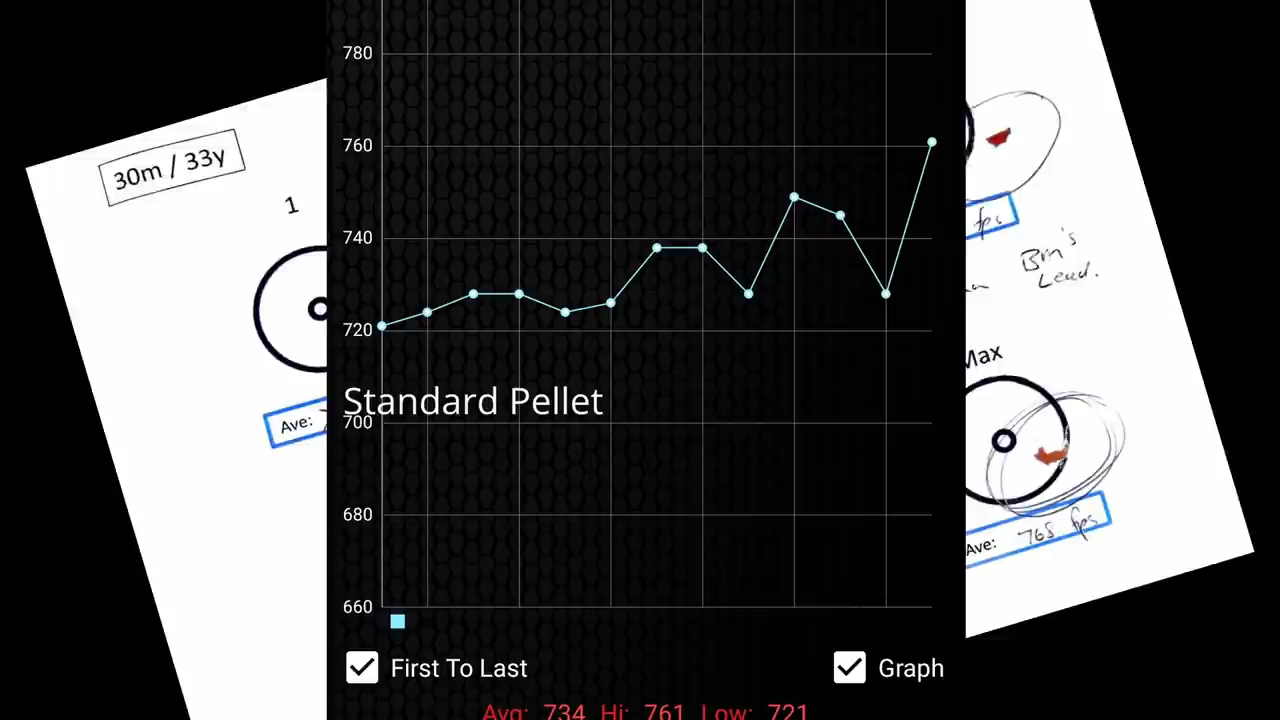 30m / 33y
1
Ave:
780
760
740
720
700
680
660
Standard Pellet
First To Last
Graph
Avg: 734 Hi: 761 Low: 721
fps
Lead.
Max
Ave: 765 fps